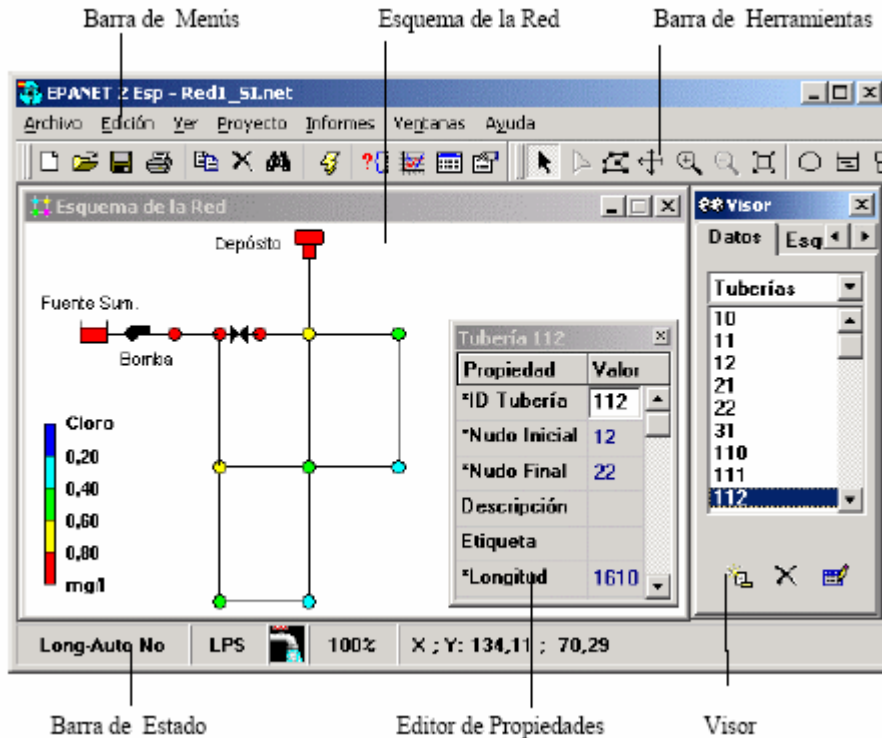 Barra de Menús
Esquema de la Red
Barra de Herramientas
EPANET 2 Esp - Red1_SI.net
Archivo Edición Ver Proyecto Informes Ventanas Ayuda
Esquema de la Red
Visor
Datos
Esq
Depósito
Tuberías
Fuente Sum.
Bomba
10
11
12
21
22
31
110
111
112
Tubería 112
Propiedad Valor
*ID Tubería 112
*Nudo Inicial 12
*Nudo Final 22
Descripción
Etiqueta
*Longitud 1610
Cloro
0,20
0,40
0,60
0,80
mg/l
Long-Auto No LPS 100% X ; Y: 134,11 ; 70,29
Barra de Estado
Editor de Propiedades
Visor